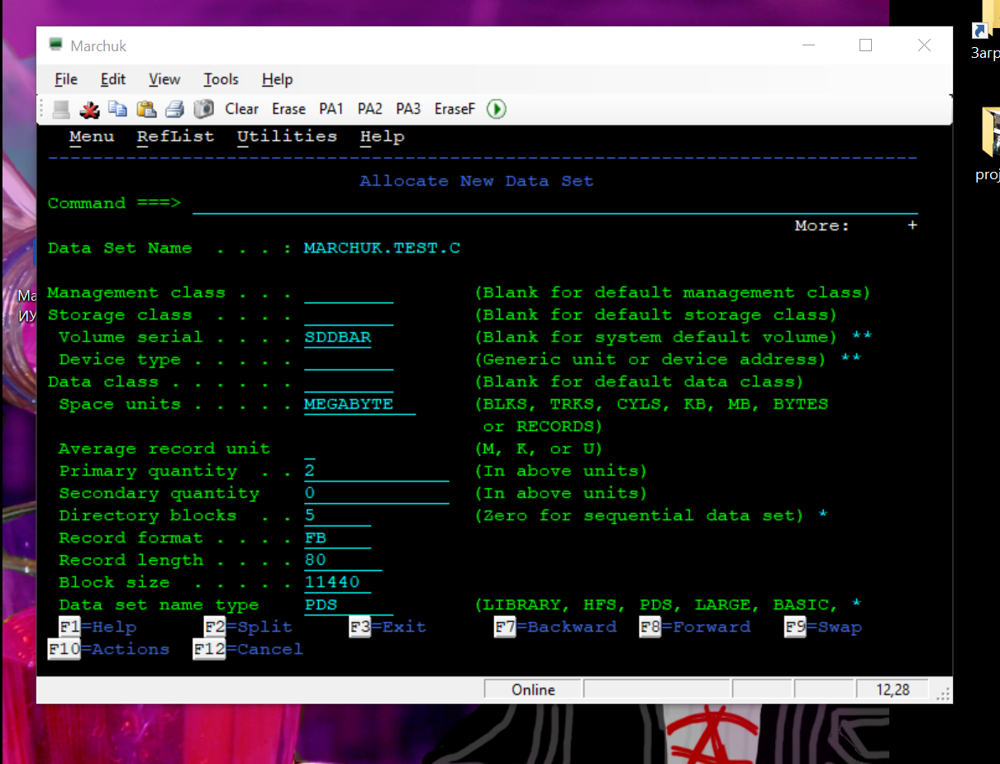 Marchuk
File Edit View Tools Help
Clear Erase PA1 PA2 PA3 EraseF
Menu RefList Utilities Help
Allocate New Data Set
Command ===>
More: +
Data Set Name . . . : MARCHUK.TEST.C
Management class . . . (Blank for default management class)
Storage class . . . . (Blank for default storage class)
Volume serial . . . . SDDBAR (Blank for system default volume) **
Device type . . . . . (Generic unit or device address) **
Data class . . . . . . (Blank for default data class)
Space units . . . . . MEGABYTE (BLKS, TRKS, CYLS, KB, MB, BYTES
or RECORDS)
Average record unit _ (M, K, or U)
Primary quantity . . 2 (In above units)
Secondary quantity 0 (In above units)
Directory blocks . . 5 (Zero for sequential data set) *
Record format . . . . FB
Record length . . . . 80
Block size . . . . . 11440
Data set name type PDS (LIBRARY, HFS, PDS, LARGE, BASIC, *
F1=Help F2=Split F3=Exit F7=Backward F8=Forward F9=Swap
F10=Actions F12=Cancel
Online 12,28